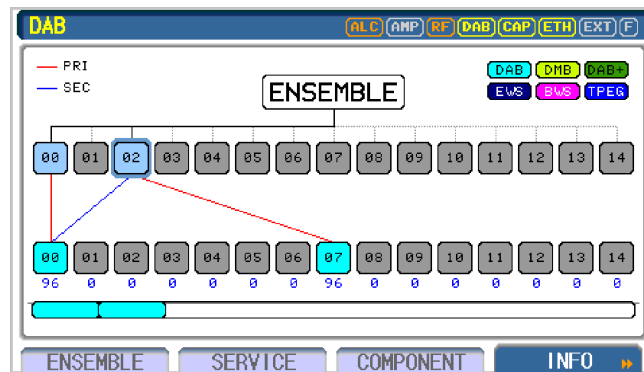 DAB ALC AMP RF DAB CAP ETH EXT F
PRI
SEC
ENSEMBLE
DAB DMB DAB+
EWS BWS TPEG
00 01 02 03 04 05 06 07 08 09 10 11 12 13 14
00 01 02 03 04 05 06 07 08 09 10 11 12 13 14
96 0 0 0 0 0 0 96 0 0 0 0 0 0 0
ENSEMBLE SERVICE COMPONENT INFO